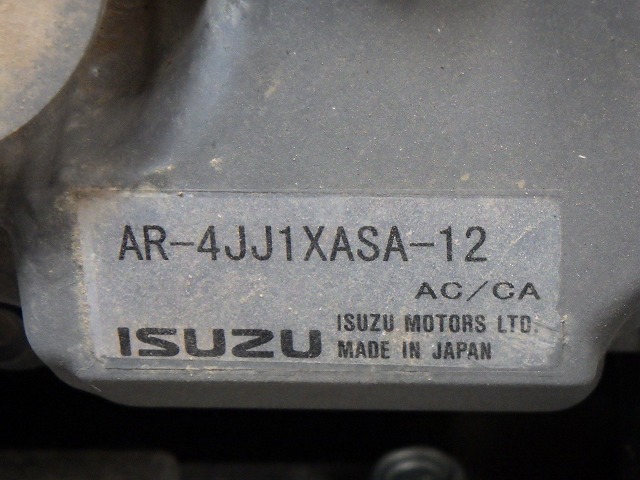 AR-4JJ1XASA-12
AC/CA
ISUZU ISUZU MOTORS LTD.
MADE IN JAPAN